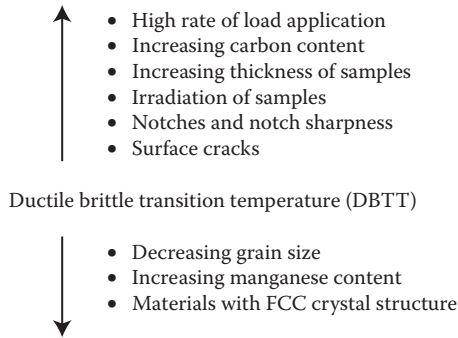 • High rate of load application
• Increasing carbon content
• Increasing thickness of samples
• Irradiation of samples
• Notches and notch sharpness
• Surface cracks
Ductile brittle transition temperature (DBTT)
• Decreasing grain size
• Increasing manganese content
• Materials with FCC crystal structure